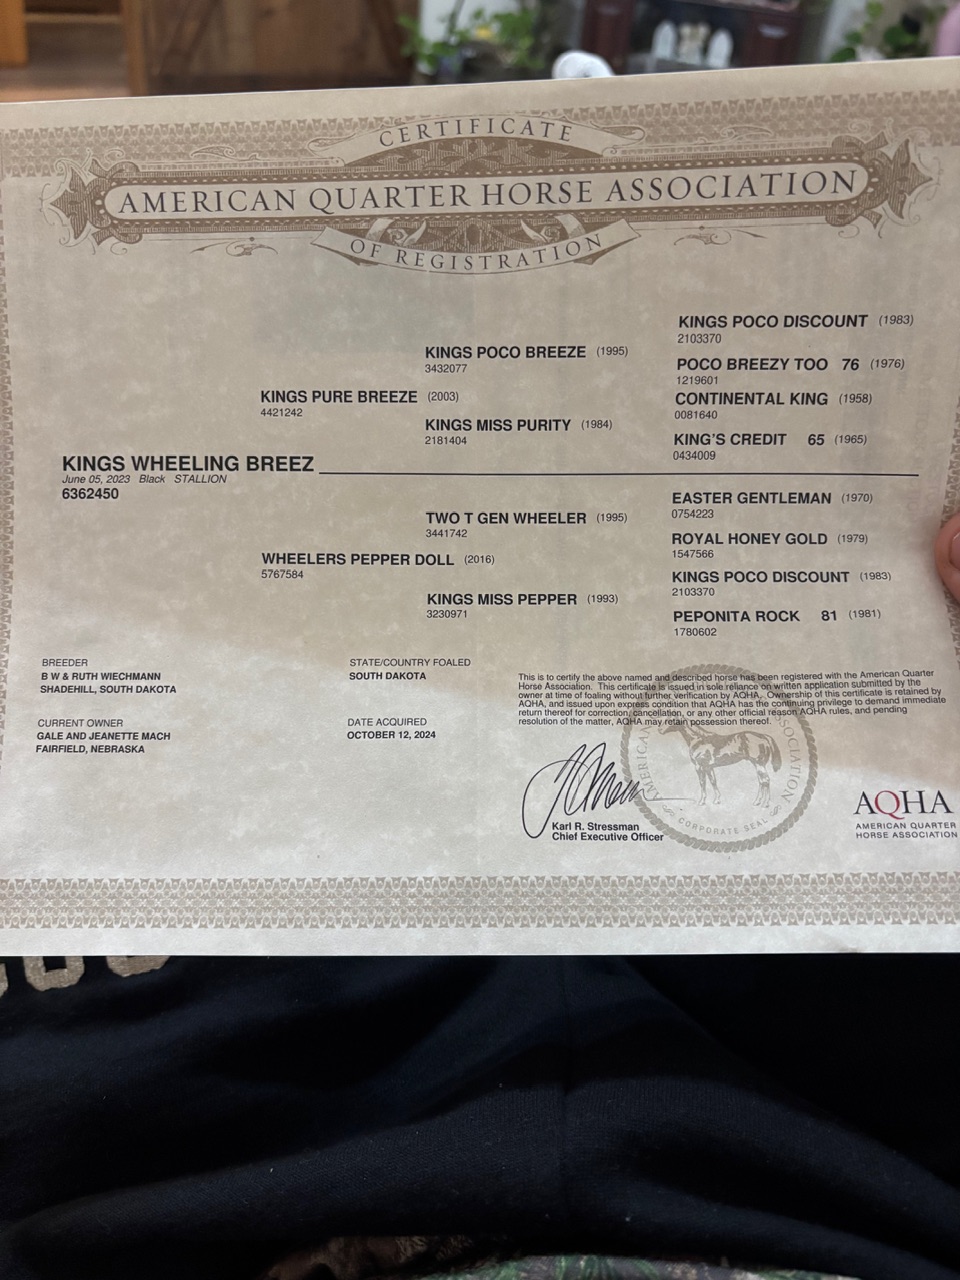 CERTIFICATE
AMERICAN QUARTER HORSE ASSOCIATION
OF REGISTRATION
KINGS POCO DISCOUNT (1983)
2103370
KINGS POCO BREEZE (1995)
3432077
POCO BREEZY TOO 76 (1976)
1219601
KINGS PURE BREEZE (2003)
4421242
CONTINENTAL KING (1958)
0081640
KINGS MISS PURITY (1984)
2181404
KING'S CREDIT 65 (1965)
0434009
KINGS WHEELING BREEZ
June 05, 2023 Black STALLION
6362450
EASTER GENTLEMAN (1970)
0754223
TWO T GEN WHEELER (1995)
3441742
ROYAL HONEY GOLD (1979)
1547566
WHEELERS PEPPER DOLL (2016)
5767584
KINGS POCO DISCOUNT (1983)
2103370
KINGS MISS PEPPER (1993)
3230971
PEPONITA ROCK 81 (1981)
1780602
BREEDER
B W & RUTH WIECHMANN
SHADEHILL, SOUTH DAKOTA
STATE/COUNTRY FOALED
SOUTH DAKOTA
CURRENT OWNER
GALE AND JEANETTE MACH
FAIRFIELD, NEBRASKA
DATE ACQUIRED
OCTOBER 12, 2024
This is to certify the above named and described horse has been registered with the American Quarter
Horse Association. This certificate is issued in sole reliance on written application submitted by the
owner at time of foaling without further verification by AQHA. Ownership of this certificate is retained by
AQHA, and issued upon express condition that AQHA has the continuing privilege to demand immediate
return thereof for correction, cancellation, or any other official reason AQHA rules, and pending
resolution of the matter, AQHA may retain possession thereof.
Karl R. Stressman
Chief Executive Officer
CORPORATE SEAL
AQHA
AMERICAN QUARTER
HORSE ASSOCIATION